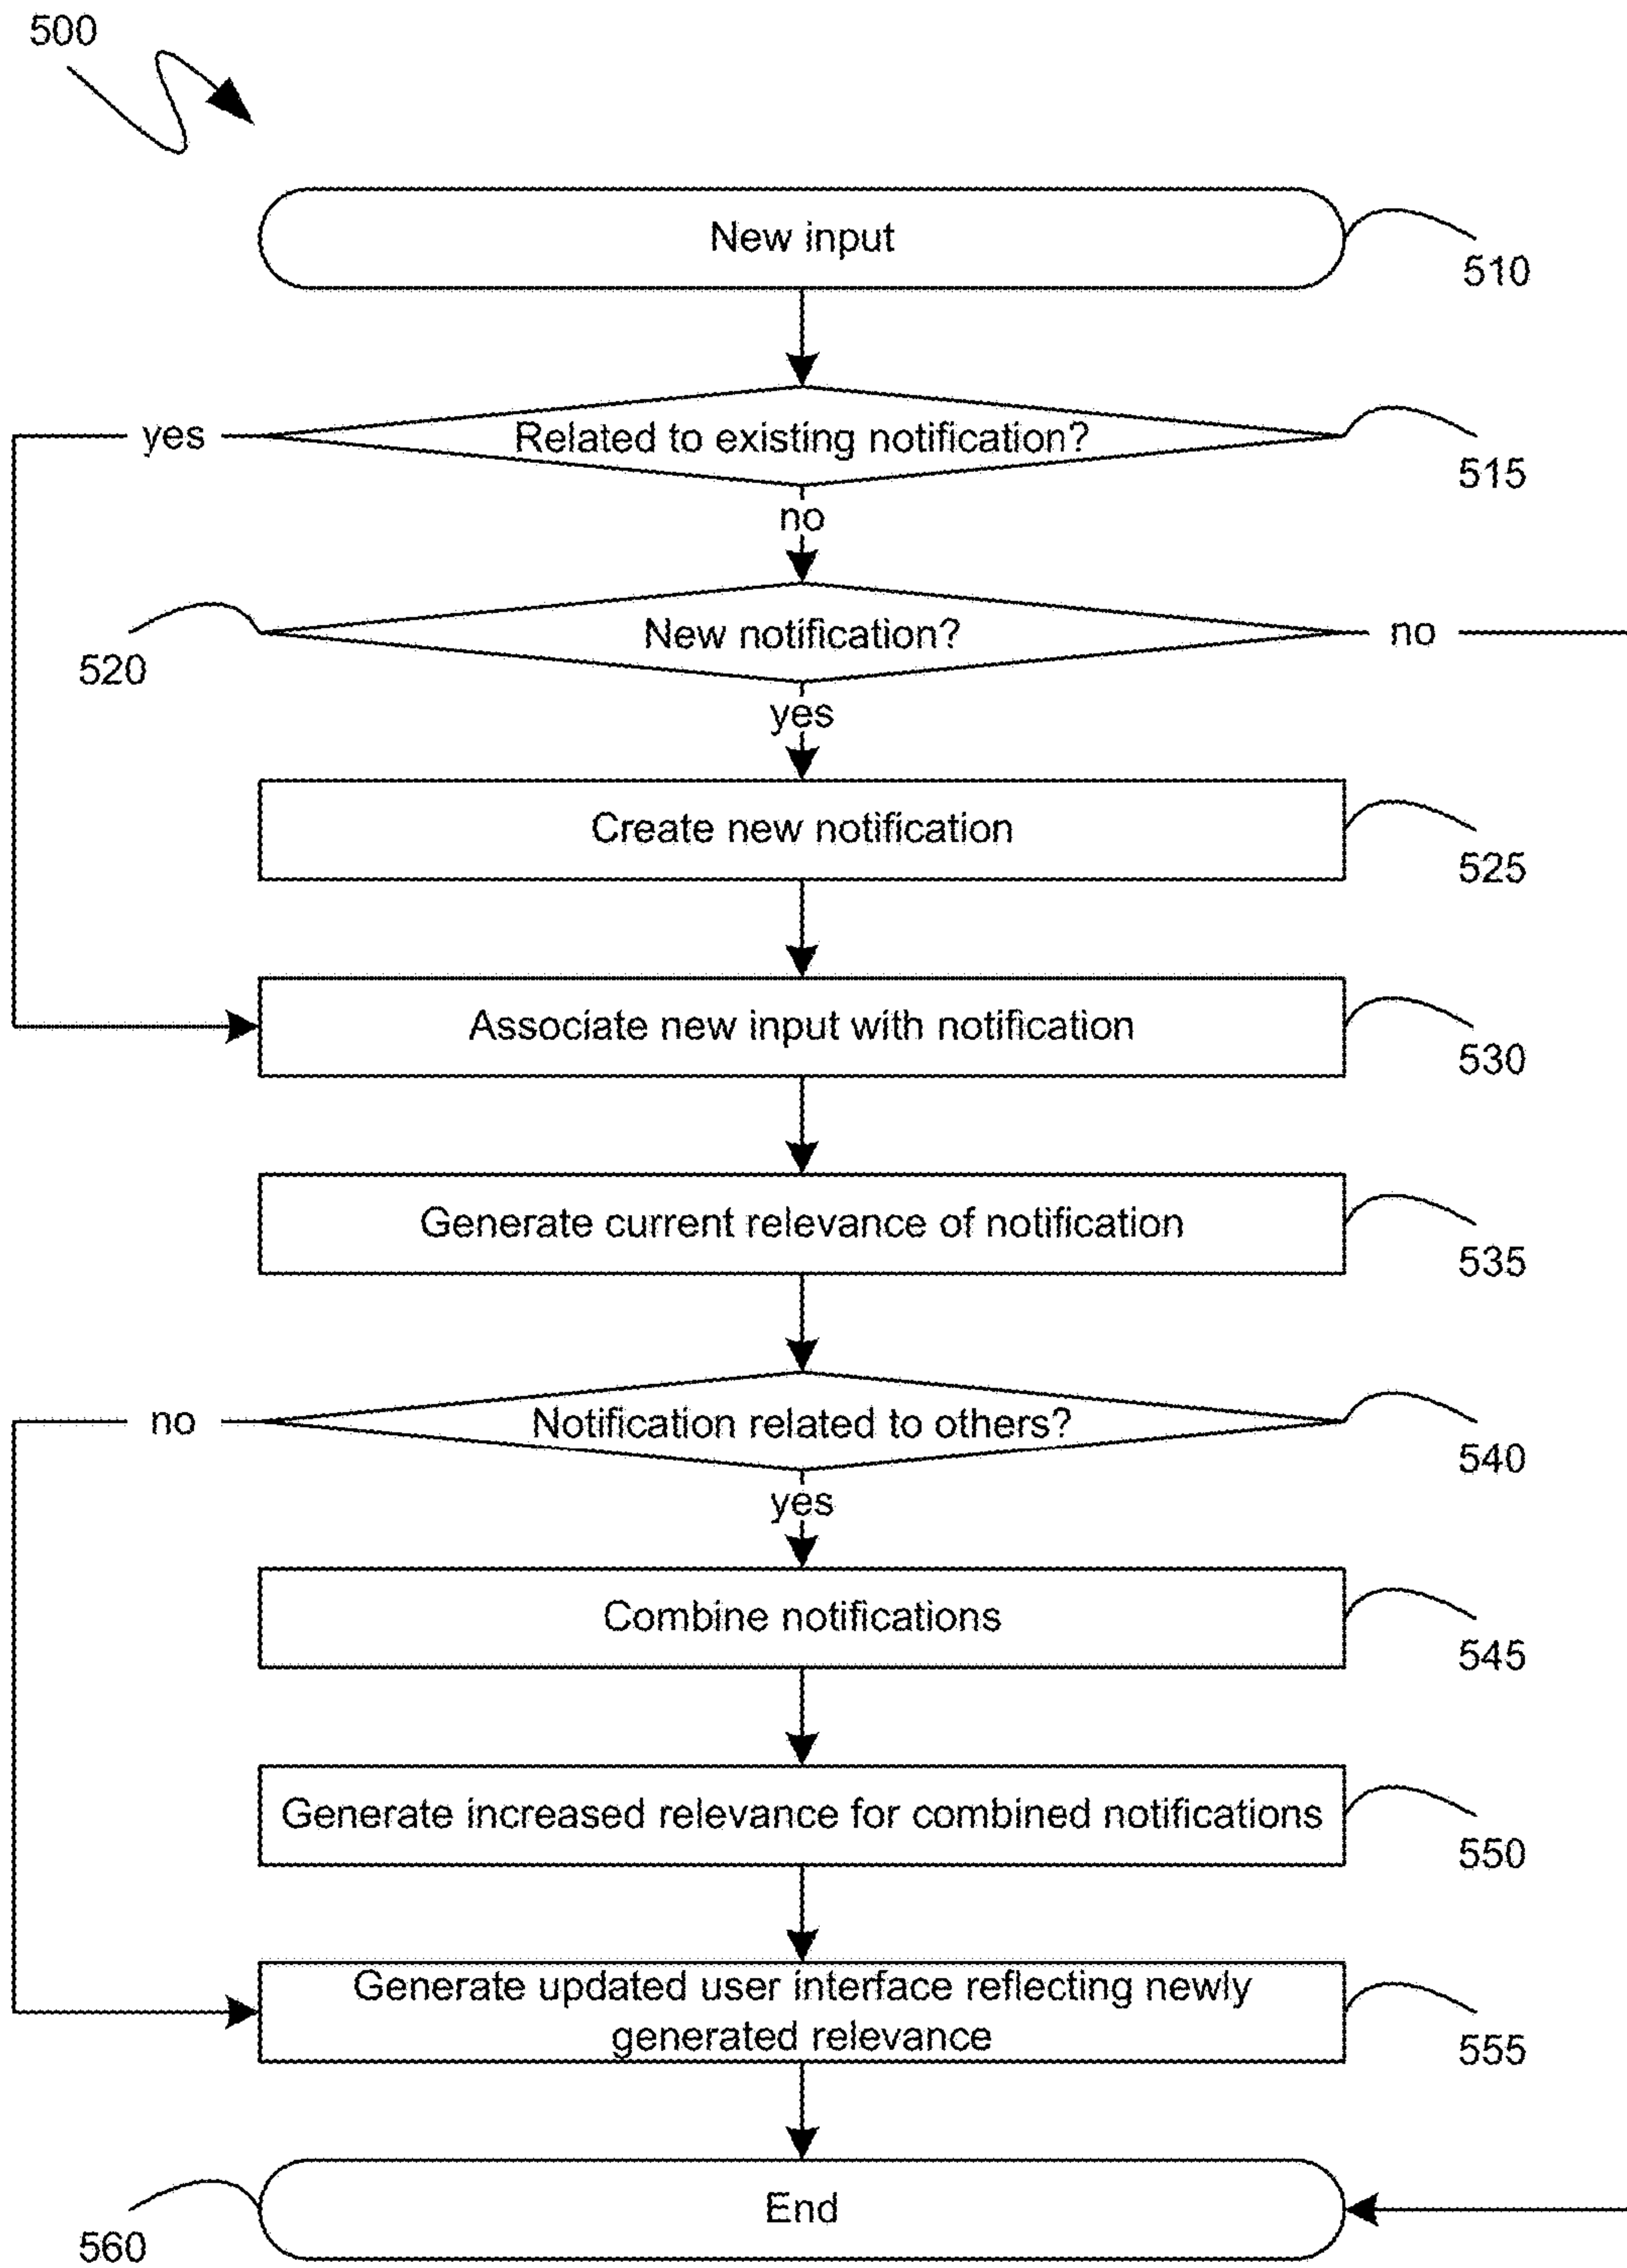 500
New input
510
Related to existing notification?
yes
515
no
New notification?
no
520
yes
Create new notification
525
Associate new input with notification
530
Generate current relevance of notification
535
Notification related to others?
no
540
yes
Combine notifications
545
Generate increased relevance for combined notifications
550
Generate updated user interface reflecting newly
generated relevance
555
End
560